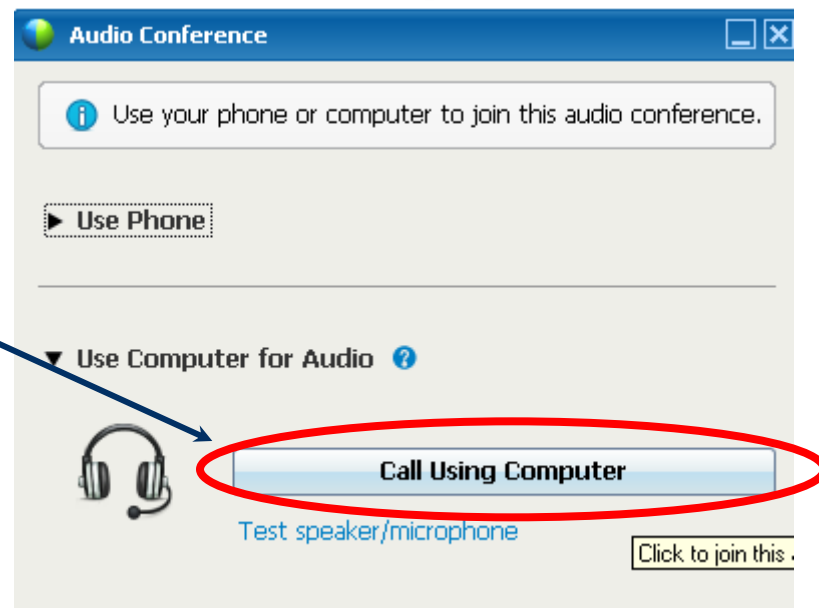 Audio Conference
Use your phone or computer to join this audio conference.
Use Phone
Use Computer for Audio
Call Using Computer
Test speaker/microphone
Click to join this